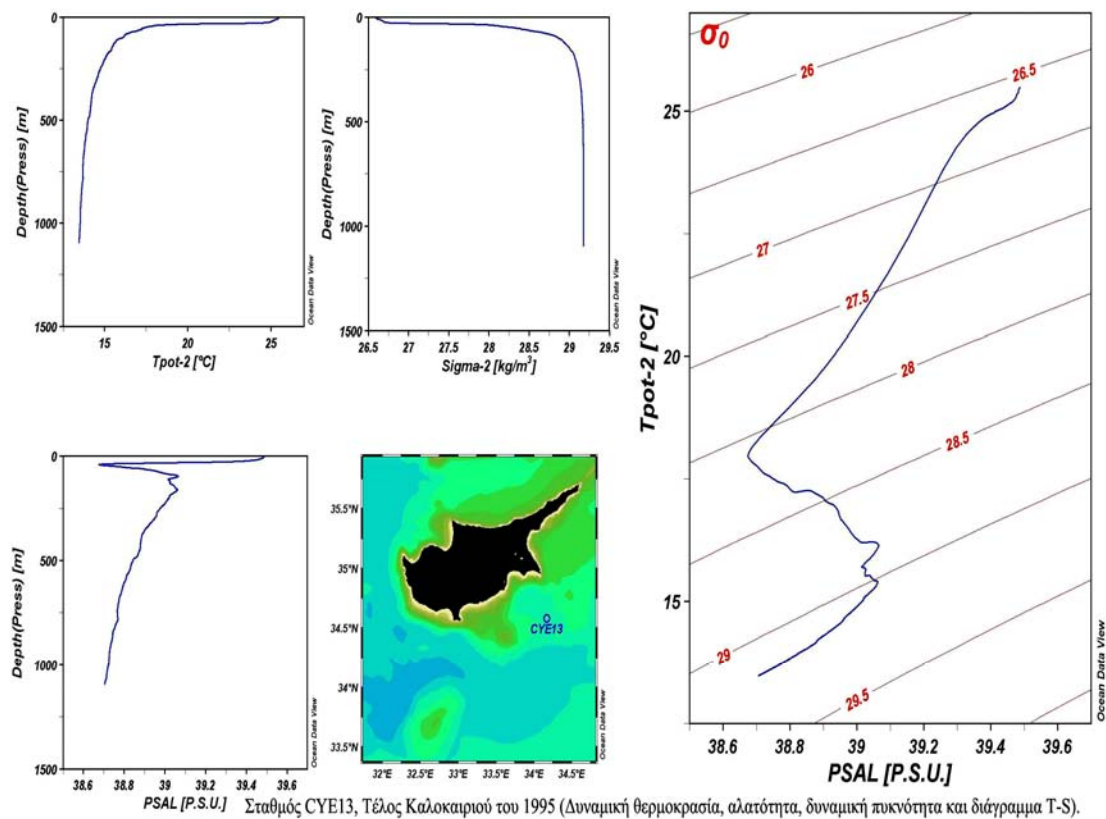 0
500
1000
1500
Depth(Press) [m]
15
20
25
Tpot-2 [°C]
Ocean Data View
0
500
1000
1500
Depth(Press) [m]
26.5
27
27.5
28
28.5
29
29.5
Sigma-2 [kg/m³]
Ocean Data View
σ₀
26
26.5
27
27.5
28
28.5
29
29.5
25
20
15
Tpot-2 [°C]
38.6
38.8
39
39.2
39.4
39.6
PSAL [P.S.U.]
Ocean Data View
0
500
1000
1500
Depth(Press) [m]
38.6
38.8
39
39.2
39.4
39.6
PSAL [P.S.U.]
Ocean Data View
35.5°N
35°N
34.5°N
34°N
33.5°N
32°E
32.5°E
33°E
33.5°E
34°E
34.5°E
CYE13
Ocean Data View
Σταθμός CYE13, Τέλος Καλοκαιριού του 1995 (Δυναμική θερμοκρασία, αλατότητα, δυναμική πυκνότητα και διάγραμμα T-S).